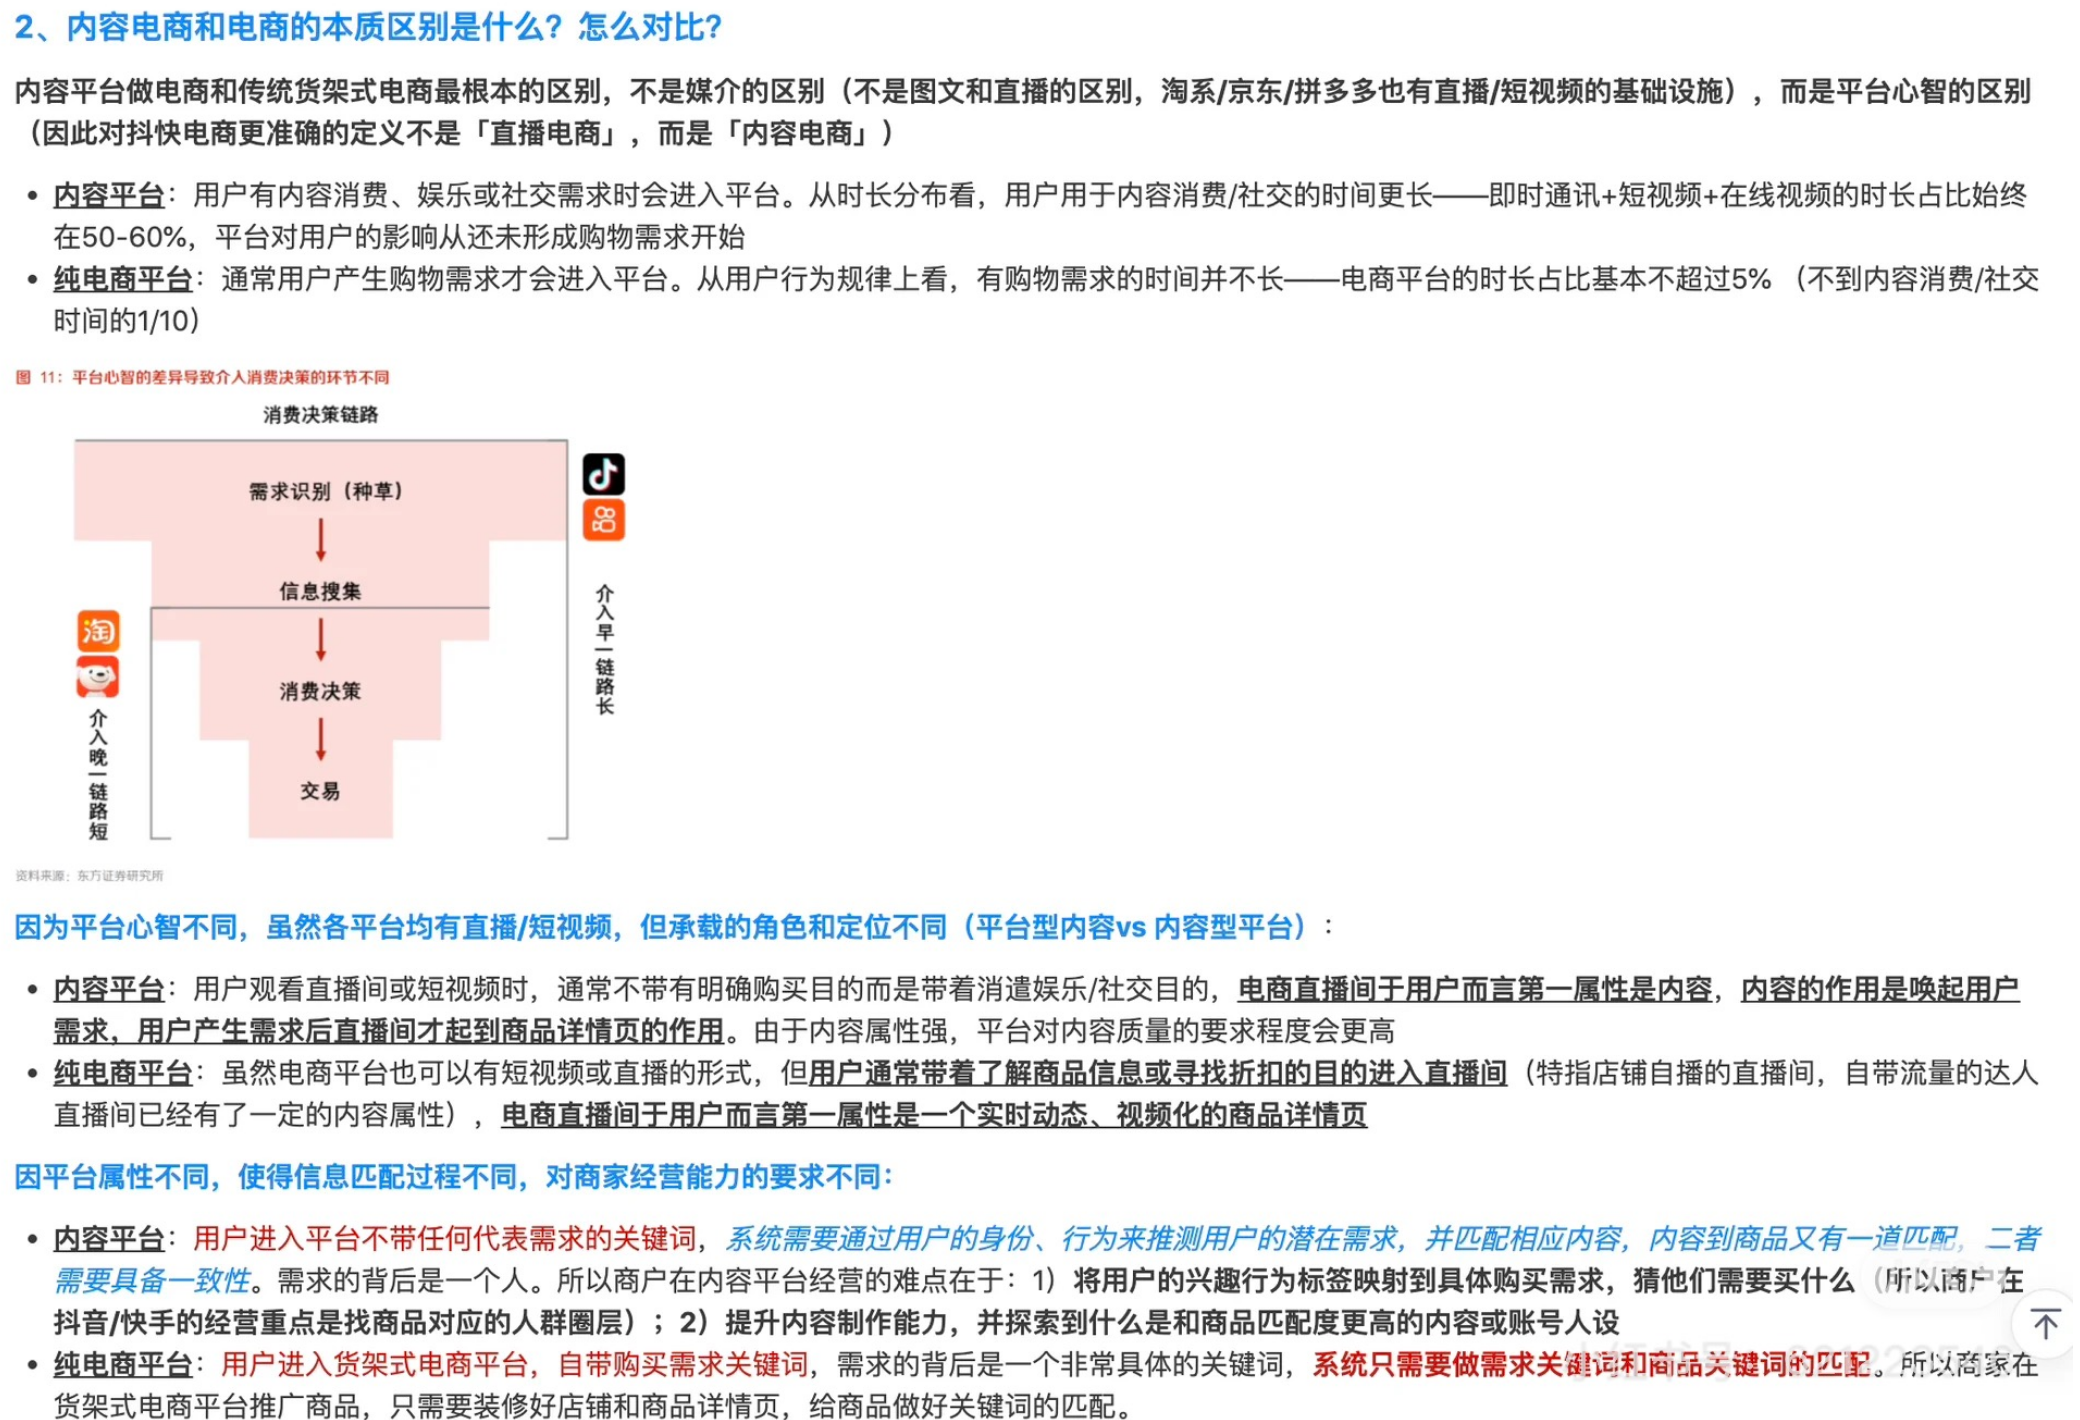 2、内容电商和电商的本质区别是什么？怎么对比？
内容平台做电商和传统货架式电商最根本的区别，不是媒介的区别（不是图文和直播的区别，淘系/京东/拼多多也有直播/短视频的基础设施），而是平台心智的区别
（因此对抖快电商更准确的定义不是「直播电商」，而是「内容电商」）
• 内容平台：用户有内容消费、娱乐或社交需求时会进入平台。从时长分布看，用户用于内容消费/社交的时间更长——即时通讯+短视频+在线视频的时长占比始终
在50-60%，平台对用户的影响从还未形成购物需求开始
• 纯电商平台：通常用户产生购物需求才会进入平台。从用户行为规律上看，有购物需求的时间并不长——电商平台的时长占比基本不超过5% （不到内容消费/社交
时间的1/10）
图 11：平台心智的差异导致介入消费决策的环节不同
消费决策链路
需求识别（种草）
信息搜集
消费决策
交易
介入早—链路长
淘
介入晚—链路短
资料来源：东方证券研究所
因为平台心智不同，虽然各平台均有直播/短视频，但承载的角色和定位不同（平台型内容vs 内容型平台）：
• 内容平台：用户观看直播间或短视频时，通常不带有明确购买目的而是带着消遣娱乐/社交目的，电商直播间于用户而言第一属性是内容，内容的作用是唤起用户
需求，用户产生需求后直播间才起到商品详情页的作用。由于内容属性强，平台对内容质量的要求程度会更高
• 纯电商平台：虽然电商平台也可以有短视频或直播的形式，但用户通常带着了解商品信息或寻找折扣的目的进入直播间（特指店铺自播的直播间，自带流量的达人
直播间已经有了一定的内容属性），电商直播间于用户而言第一属性是一个实时动态、视频化的商品详情页
因平台属性不同，使得信息匹配过程不同，对商家经营能力的要求不同：
• 内容平台：用户进入平台不带任何代表需求的关键词，系统需要通过用户的身份、行为来推测用户的潜在需求，并匹配相应内容，内容到商品又有一道匹配，二者
需要具备一致性。需求的背后是一个人。所以商户在内容平台经营的难点在于：1）将用户的兴趣行为标签映射到具体购买需求，猜他们需要买什么（所以商户在
抖音/快手的经营重点是找商品对应的人群圈层）；2）提升内容制作能力，并探索到什么是和商品匹配度更高的内容或账号人设
• 纯电商平台：用户进入货架式电商平台，自带购买需求关键词，需求的背后是一个非常具体的关键词，系统只需要做需求关键词和商品关键词的匹配。所以商家在
货架式电商平台推广商品，只需要装修好店铺和商品详情页，给商品做好关键词的匹配。
小红书号